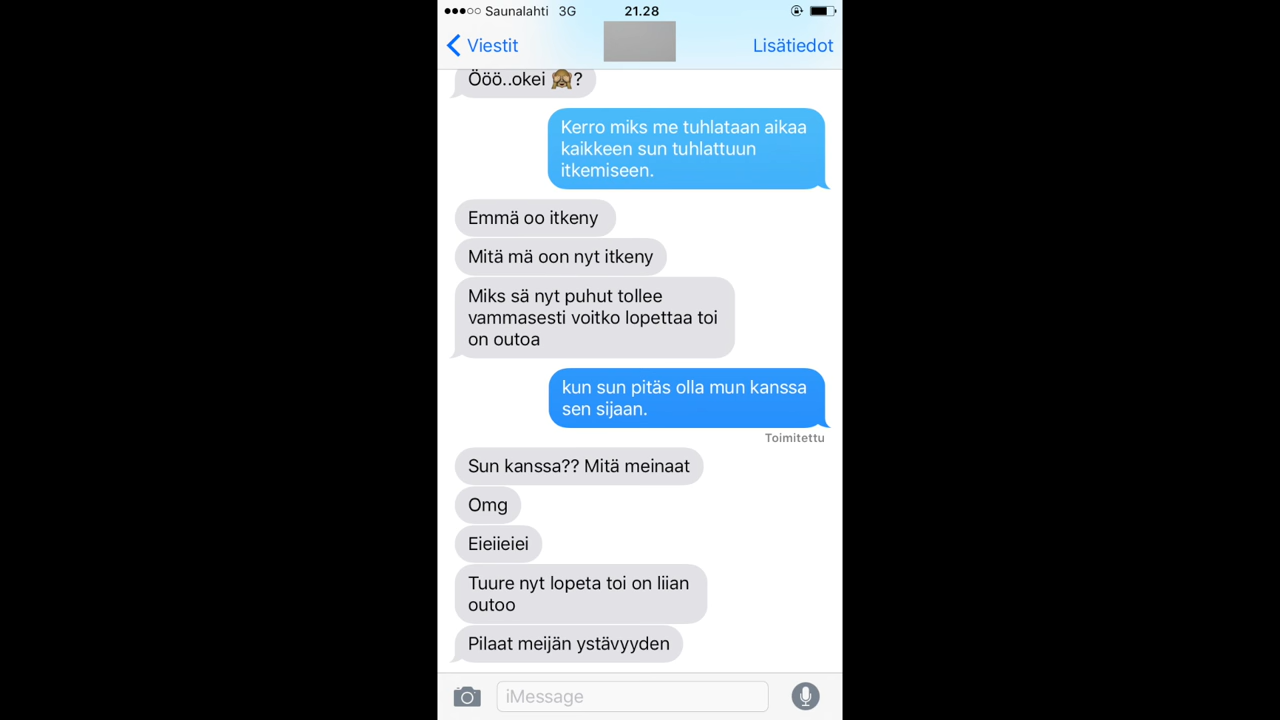 Saunalahti 3G 21.28
Viestit Lisätiedot
Ööö..okei 🙈?
Kerro miks me tuhlataan aikaa
kaikkeen sun tuhlattuun
itkemiseen.
Emmä oo itkeny
Mitä mä oon nyt itkeny
Miks sä nyt puhut tollee
vammasesti voitko lopettaa toi
on outoa
kun sun pitäs olla mun kanssa
sen sijaan.
Toimitettu
Sun kanssa?? Mitä meinaat
Omg
Eieiieiei
Tuure nyt lopeta toi on liian
outoo
Pilaat meijän ystävyyden
iMessage